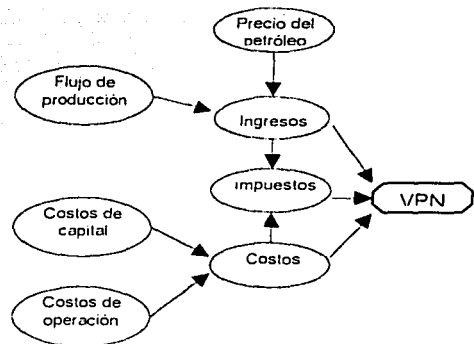 Precio del
petróleo
Flujo de
producción
Ingresos
impuestos
VPN
Costos de
capital
Costos
Costos de
operación